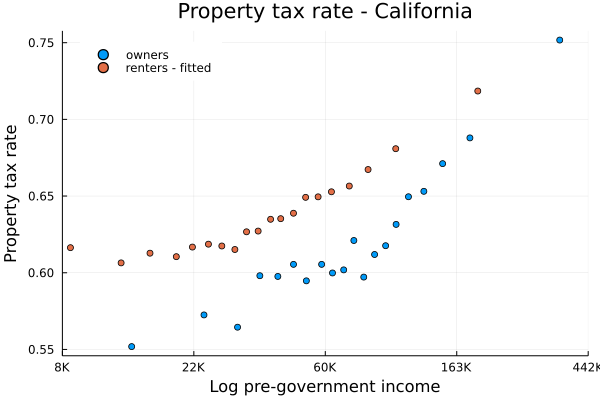 Property tax rate - California
owners
renters - fitted
Property tax rate
0.75
0.70
0.65
0.60
0.55
8K
22K
60K
163K
442K
Log pre-government income